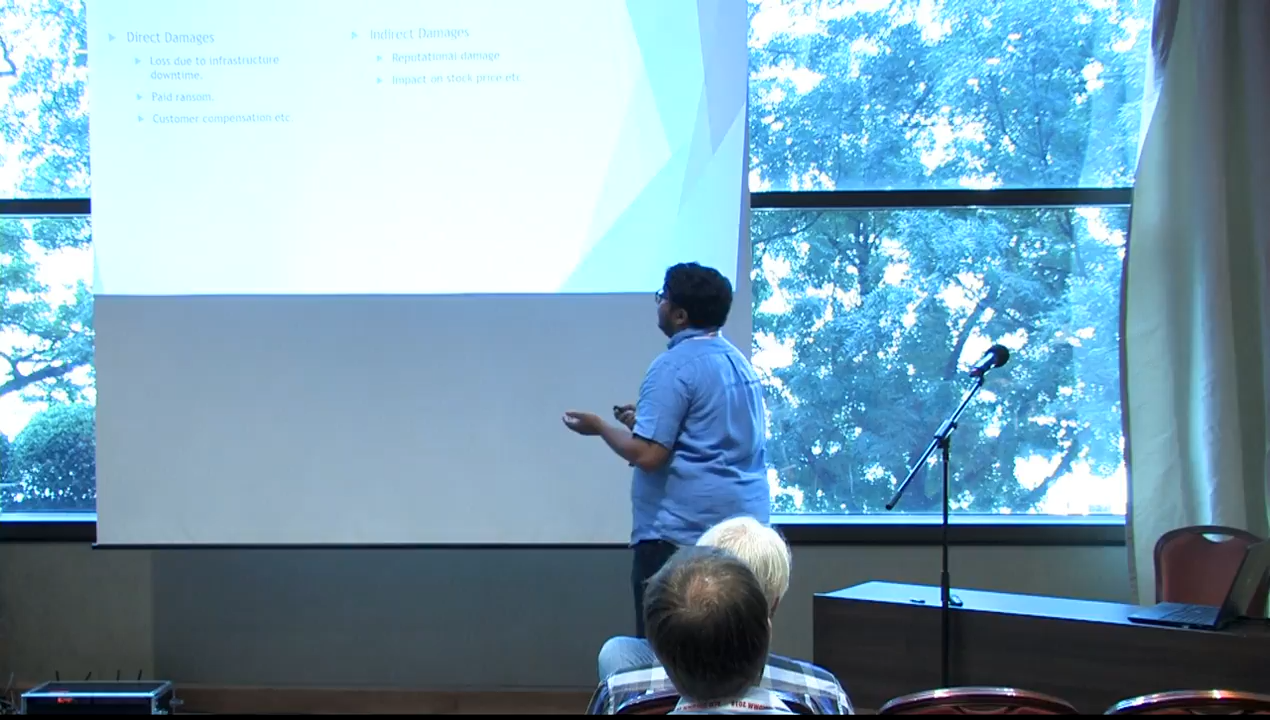 Direct Damages
Loss due to infrastructure
downtime.
Paid ransom.
Customer compensation etc.
Indirect Damages
Reputational damage
Impact on stock price etc.